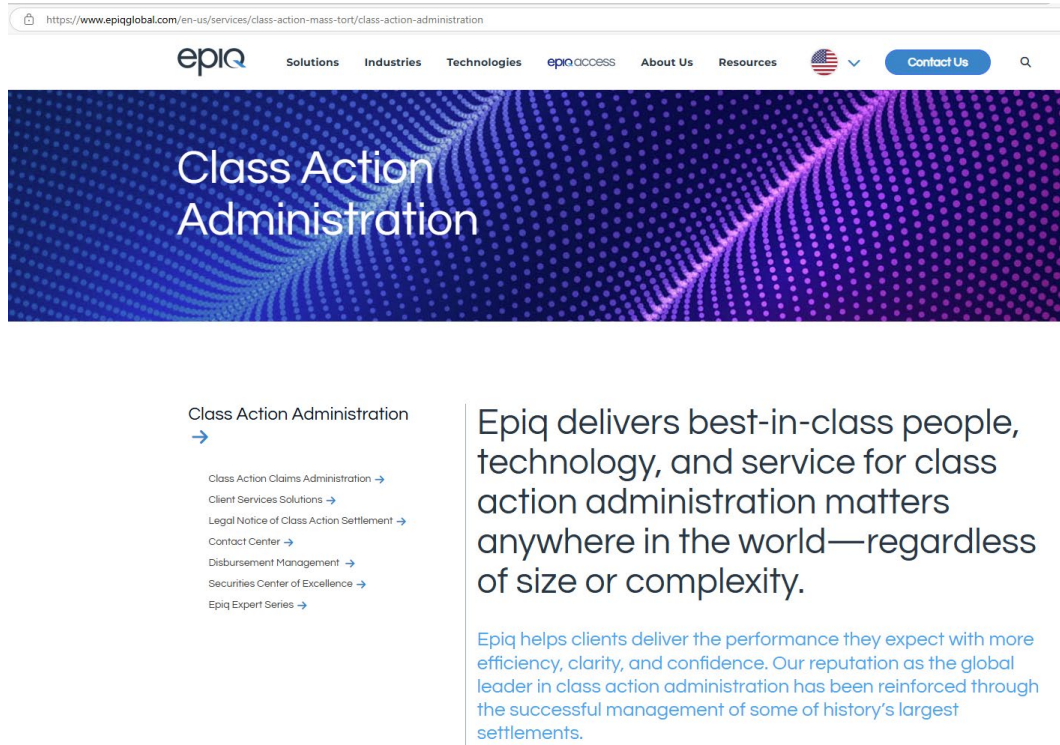 https://www.epiqglobal.com/en-us/services/class-action-mass-tort/class-action-administration
epiq Solutions Industries Technologies epiq access About Us Resources Contact Us
Class Action
Administration
Class Action Administration
Class Action Claims Administration
Client Services Solutions
Legal Notice of Class Action Settlement
Contact Center
Disbursement Management
Securities Center of Excellence
Epiq Expert Series
Epiq delivers best-in-class people,
technology, and service for class
action administration matters
anywhere in the world—regardless
of size or complexity.
Epiq helps clients deliver the performance they expect with more
efficiency, clarity, and confidence. Our reputation as the global
leader in class action administration has been reinforced through
the successful management of some of history's largest
settlements.